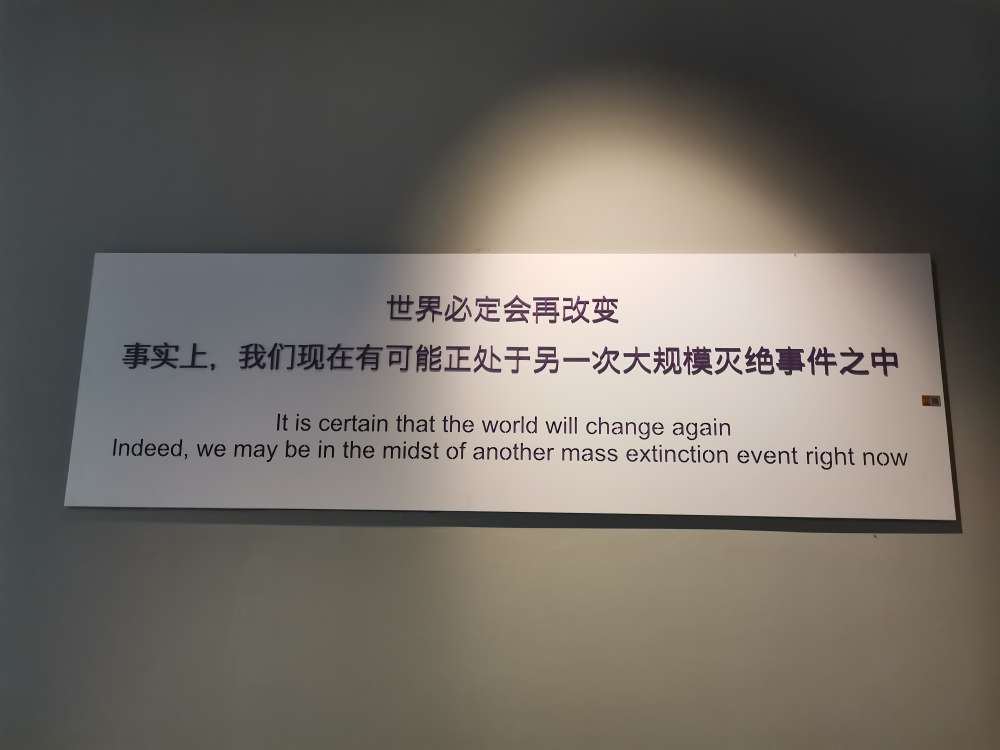 世界必定会再改变
事实上，我们现在有可能正处于另一次大规模灭绝事件之中
It is certain that the world will change again
Indeed, we may be in the midst of another mass extinction event right now